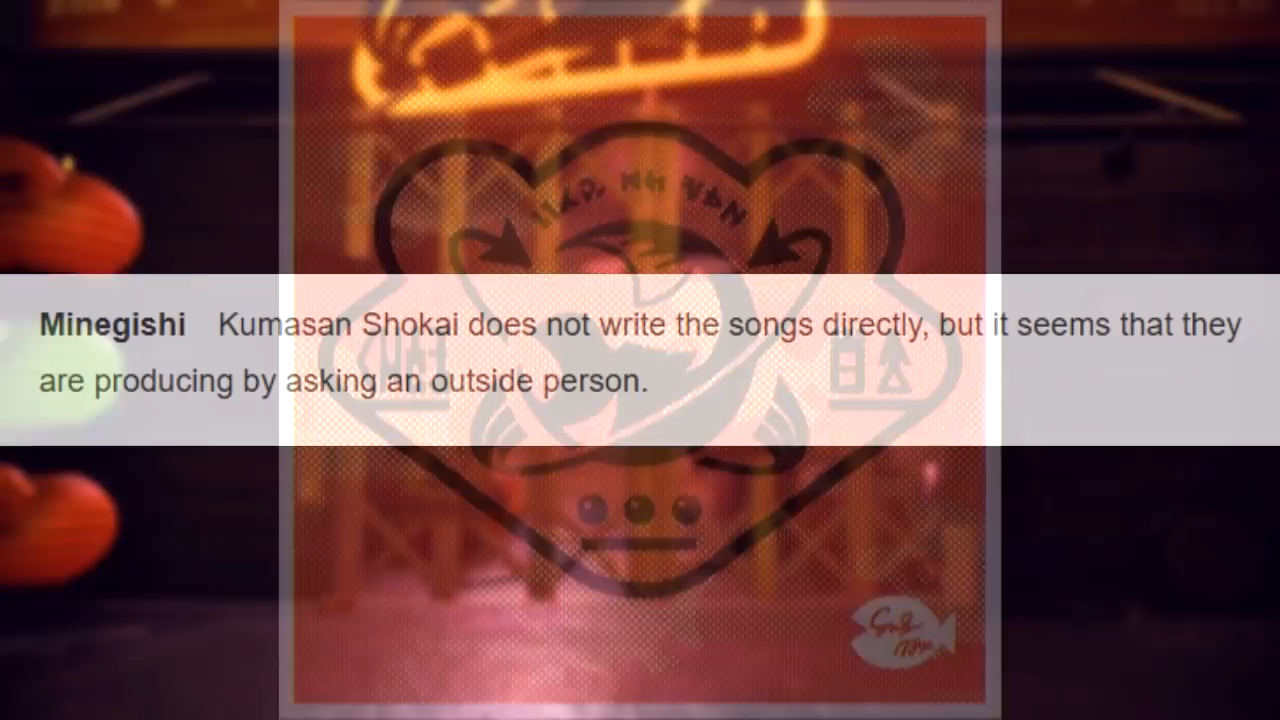 Minegishi Kumasan Shokai does not write the songs directly, but it seems that they
are producing by asking an outside person.